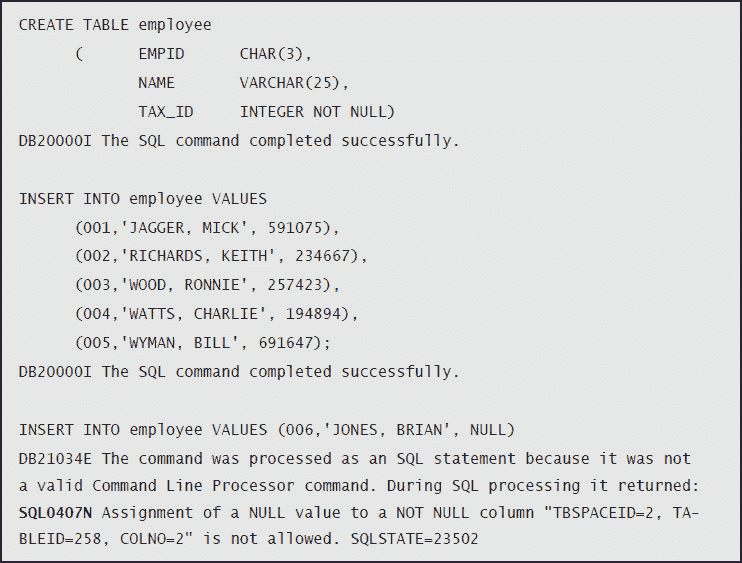 CREATE TABLE employee
( EMPID CHAR(3),
NAME VARCHAR(25),
TAX_ID INTEGER NOT NULL)
DB20000I The SQL command completed successfully.
INSERT INTO employee VALUES
(001,'JAGGER, MICK', 591075),
(002,'RICHARDS, KEITH', 234667),
(003,'WOOD, RONNIE', 257423),
(004,'WATTS, CHARLIE', 194894),
(005,'WYMAN, BILL', 691647);
DB20000I The SQL command completed successfully.
INSERT INTO employee VALUES (006,'JONES, BRIAN', NULL)
DB21034E The command was processed as an SQL statement because it was not
a valid Command Line Processor command. During SQL processing it returned:
SQL0407N Assignment of a NULL value to a NOT NULL column "TBSPACEID=2, TA-
BLEID=258, COLNO=2" is not allowed. SQLSTATE=23502